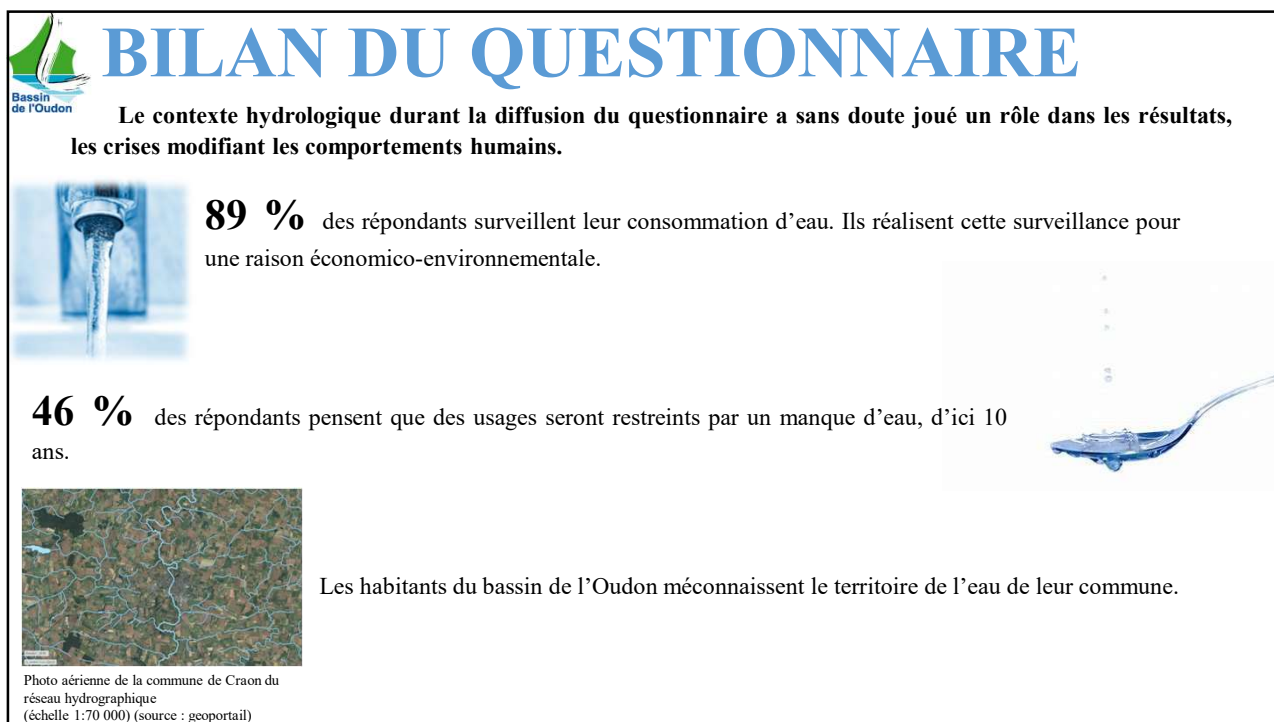 BILAN DU QUESTIONNAIRE
Bassin
de l'Oudon
Le contexte hydrologique durant la diffusion du questionnaire a sans doute joué un rôle dans les résultats,
les crises modifiant les comportements humains.
89 % des répondants surveillent leur consommation d’eau. Ils réalisent cette surveillance pour
une raison économico-environnementale.
46 % des répondants pensent que des usages seront restreints par un manque d’eau, d’ici 10
ans.
Les habitants du bassin de l’Oudon méconnaissent le territoire de l’eau de leur commune.
Photo aérienne de la commune de Craon du
réseau hydrographique
(échelle 1:70 000) (source : geoportail)